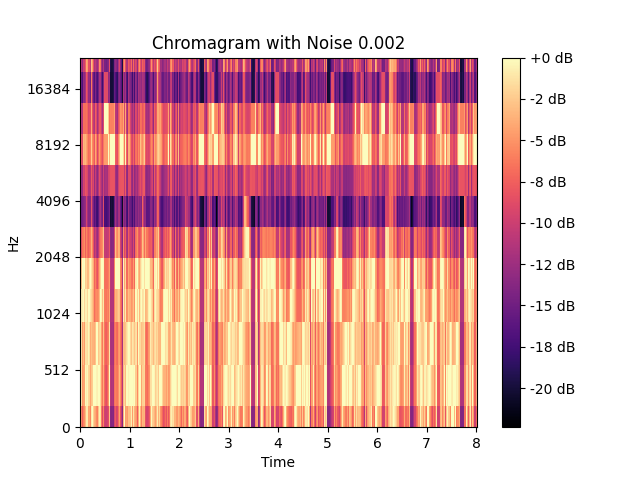 Chromagram with Noise 0.002
Hz
16384
8192
4096
2048
1024
512
0
0 1 2 3 4 5 6 7 8
Time
+0 dB
-2 dB
-5 dB
-8 dB
-10 dB
-12 dB
-15 dB
-18 dB
-20 dB